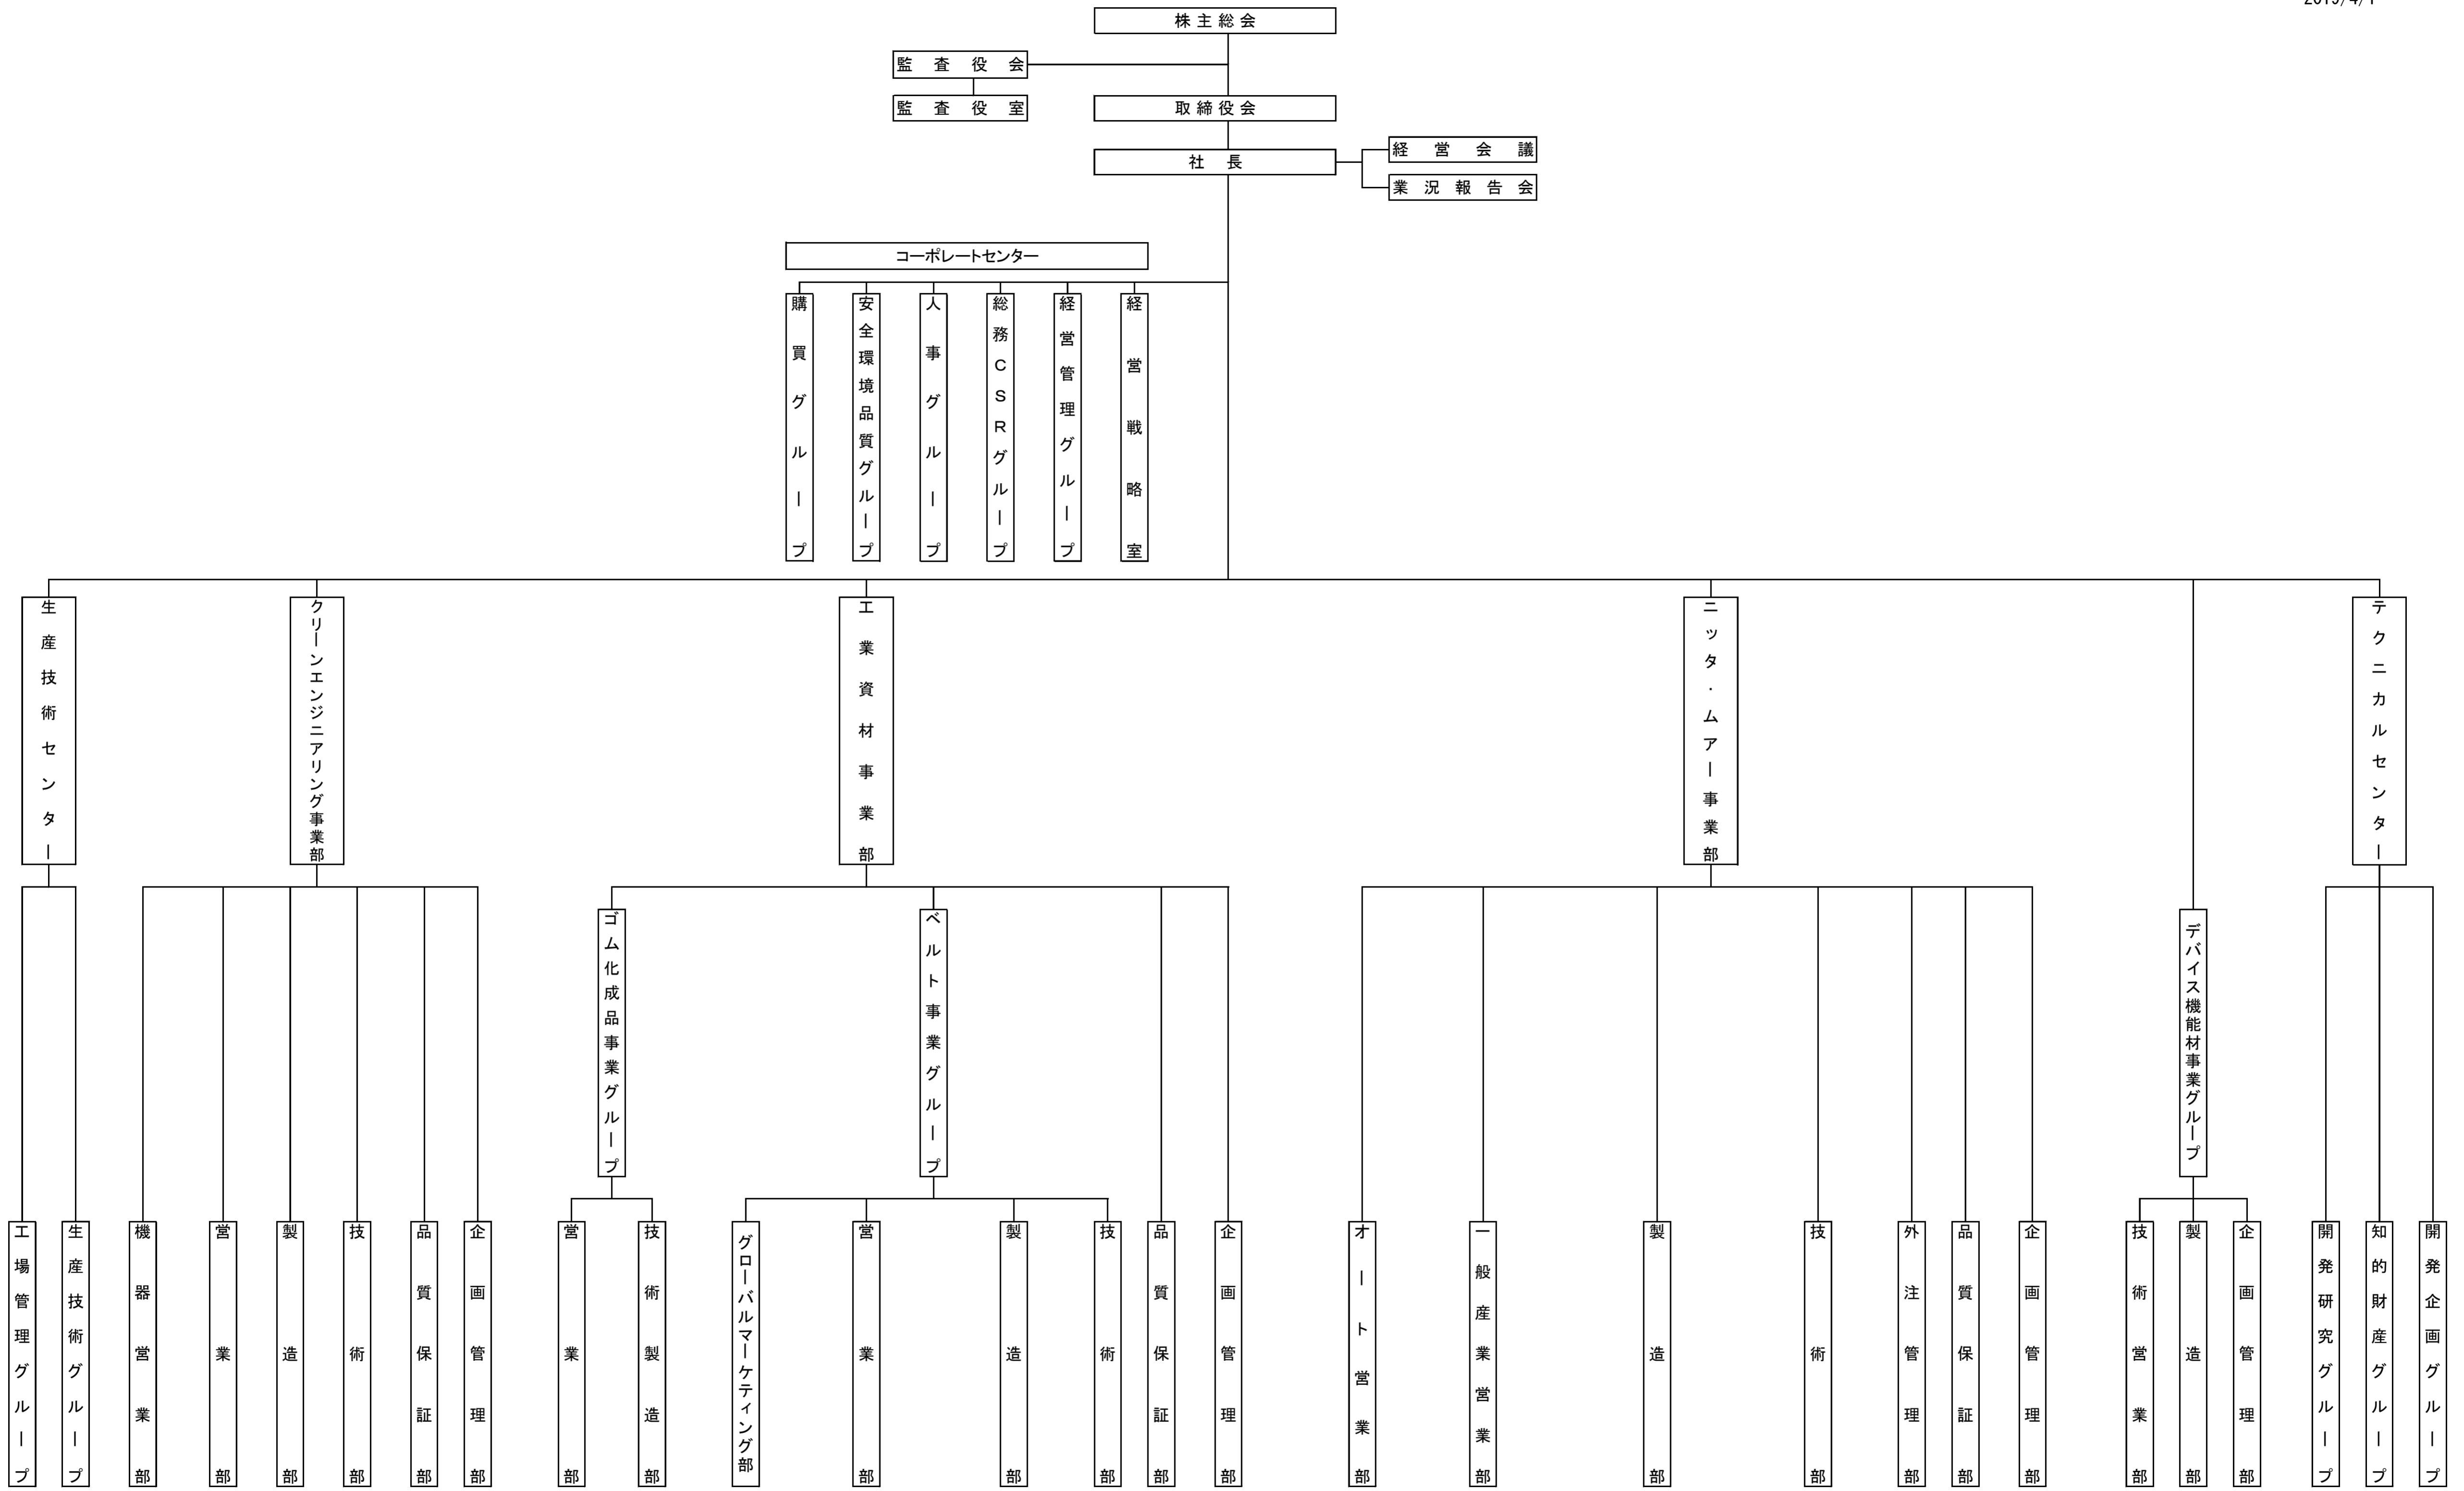 2019/4/1
株主総会
監査役会
監査役室
取締役会
社長
経営会議
業況報告会
コーポレートセンター
購買グループ
安全環境品質グループ
人事グループ
総務CSRグループ
経営管理グループ
経営戦略室
生産技術センター
クリーンエンジニアリング事業部
工業資材事業部
ニッタ・ムアー事業部
テクニカルセンター
ゴム化成品事業グループ
ベルト事業グループ
デバイス機能材事業グループ
工場管理グループ
生産技術グループ
機器営業部
営業部
製造部
技術部
品質保証部
企画管理部
営業部
技術製造部
グローバルマーケティング部
営業部
製造部
技術部
品質保証部
企画管理部
オート営業部
一般産業営業部
製造部
技術部
外注管理部
品質保証部
企画管理部
技術営業部
製造部
企画管理部
開発研究グループ
知的財産グループ
開発企画グループ